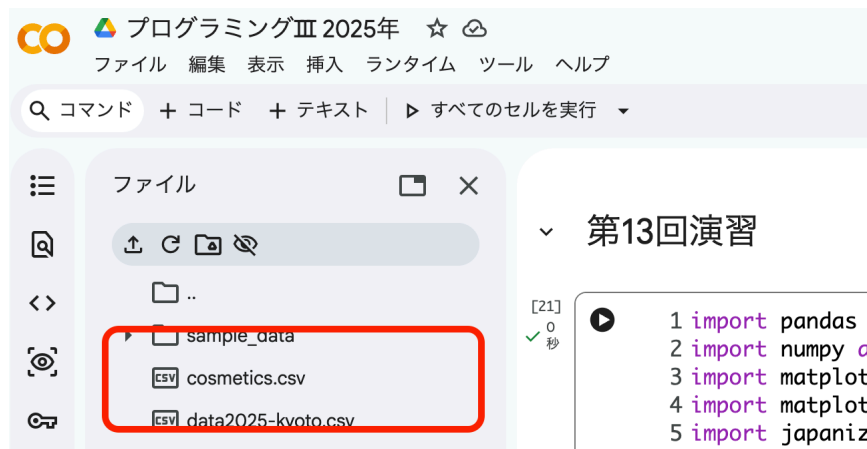 プログラミングⅢ 2025年
ファイル 編集 表示 挿入 ランタイム ツール ヘルプ
コマンド + コード + テキスト すべてのセルを実行
ファイル
..
sample_data
cosmetics.csv
data2025-kyoto.csv
第13回演習
[21]
0
秒
1 import pandas
2 import numpy
3 import matplot
4 import matplot
5 import japaniz